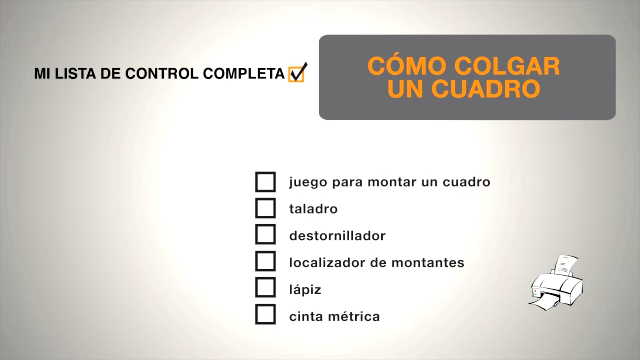 MI LISTA DE CONTROL COMPLETA
CÓMO COLGAR
UN CUADRO
juego para montar un cuadro
taladro
destornillador
localizador de montantes
lápiz
cinta métrica